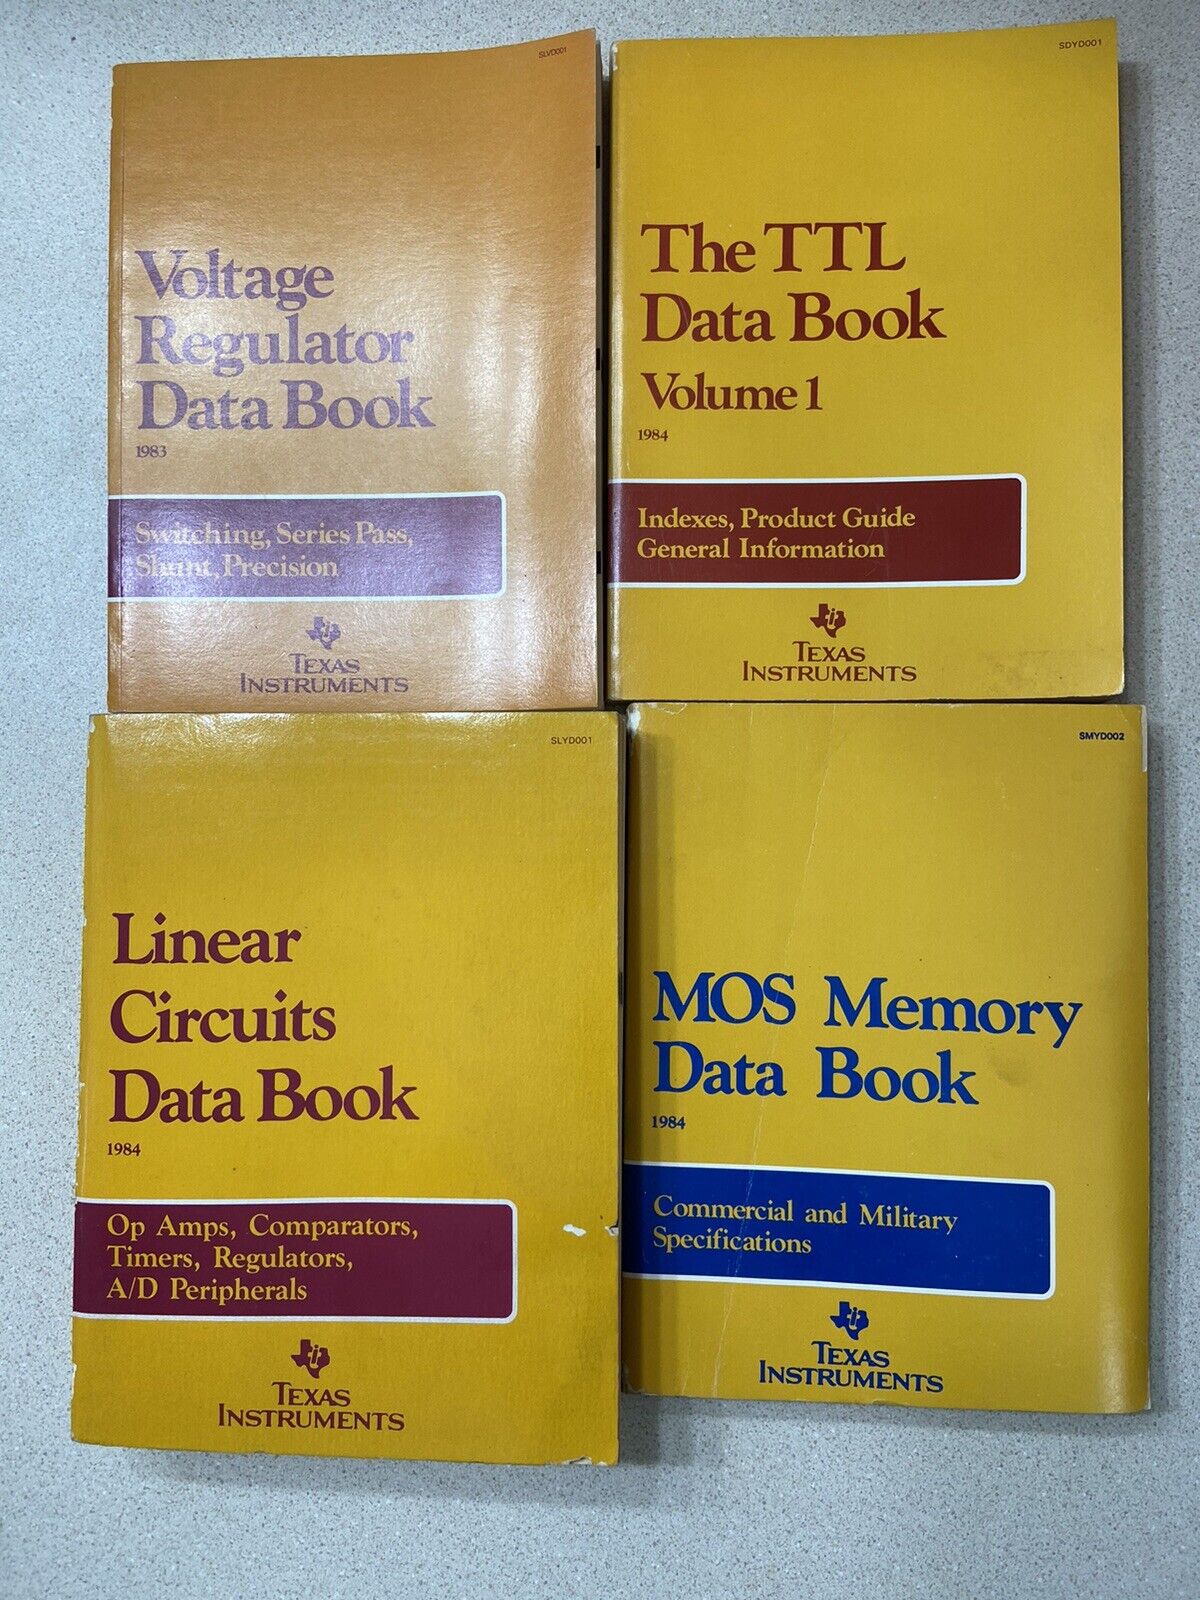 SLVD001
Voltage
Regulator
Data Book
1983
Switching, Series Pass,
Shunt, Precision
TEXAS
INSTRUMENTS
SDYD001
The TTL
Data Book
Volume 1
1984
Indexes, Product Guide
General Information
TEXAS
INSTRUMENTS
SLYD001
Linear
Circuits
Data Book
1984
Op Amps, Comparators,
Timers, Regulators,
A/D Peripherals
TEXAS
INSTRUMENTS
SMYD002
MOS Memory
Data Book
1984
Commercial and Military
Specifications
TEXAS
INSTRUMENTS